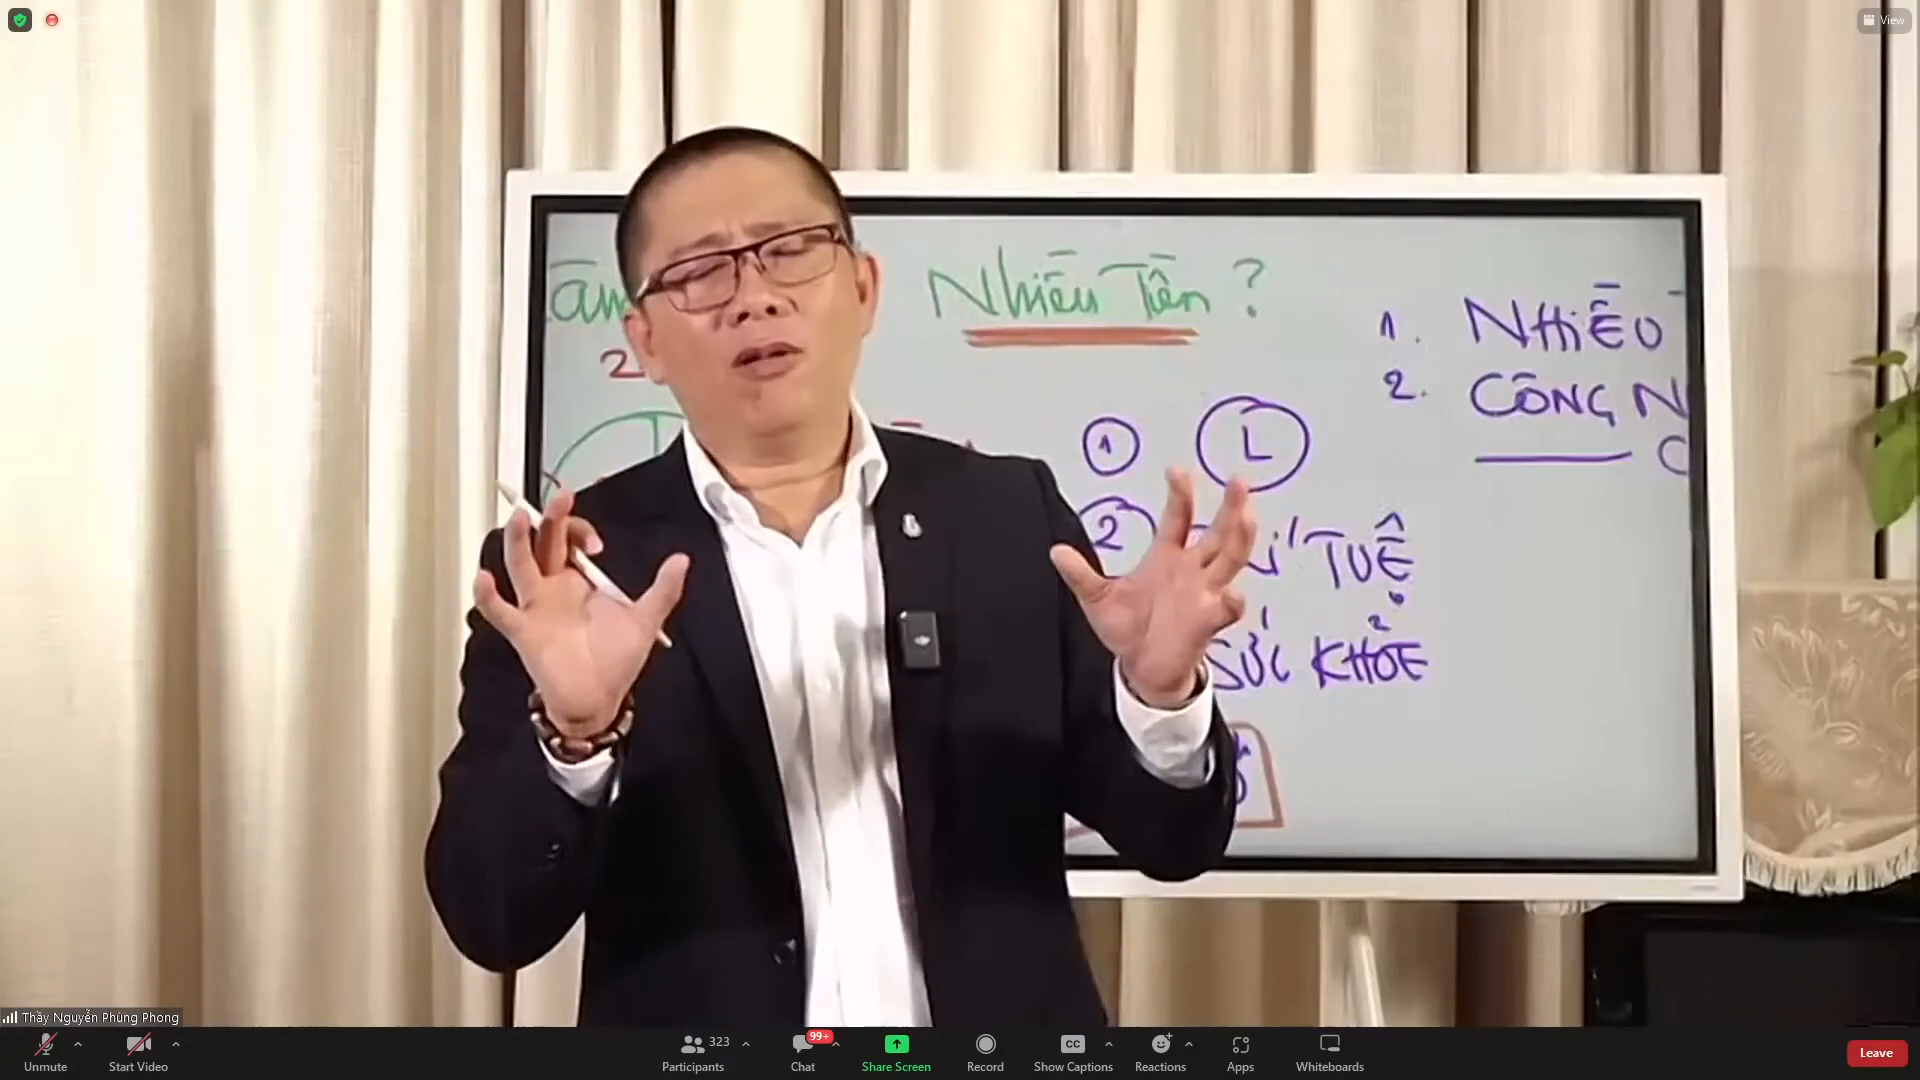 View
Nhiều Tiền ?
2
1. NHIỀU
2. CÔNG N
1
L
2
TUỆ
SỨC KHỎE
Thầy Nguyễn Phùng Phong
Unmute
Start Video
323
Participants
99+
Chat
Share Screen
Record
CC
Show Captions
Reactions
Apps
Whiteboards
Leave